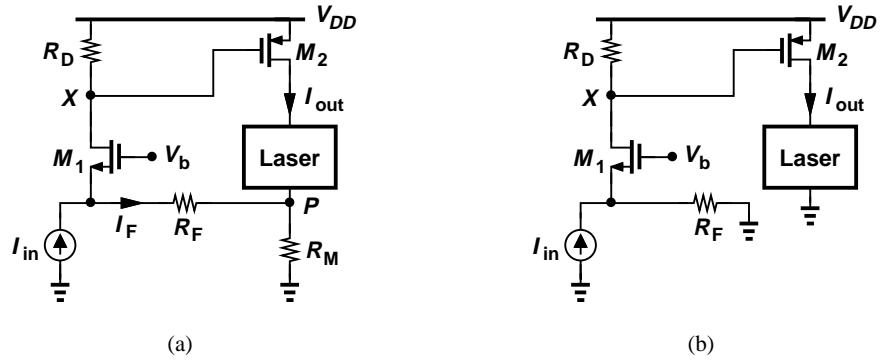 V_DD
R_D
M_2
X
I_out
M_1
V_b
Laser
I_F
R_F
P
I_in
R_M
(a)
V_DD
R_D
M_2
X
I_out
M_1
V_b
Laser
R_F
I_in
(b)